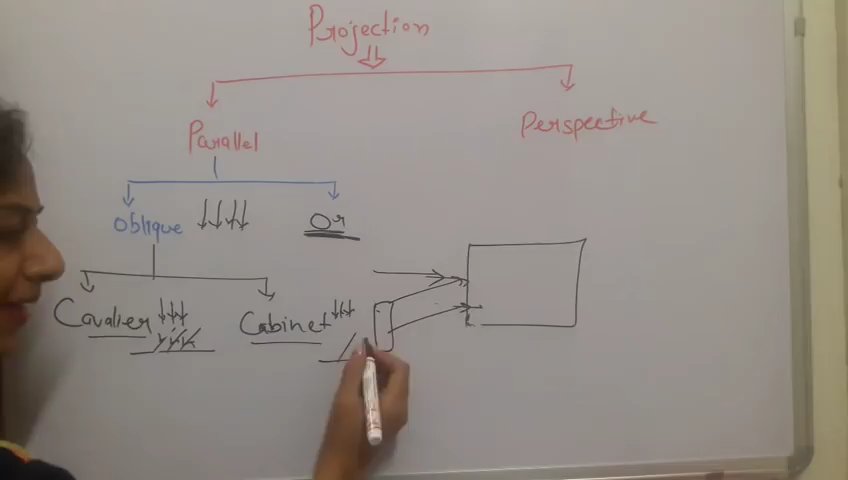 Projection
Parallel
Perspective
Oblique
Or
Cavalier
Cabinet